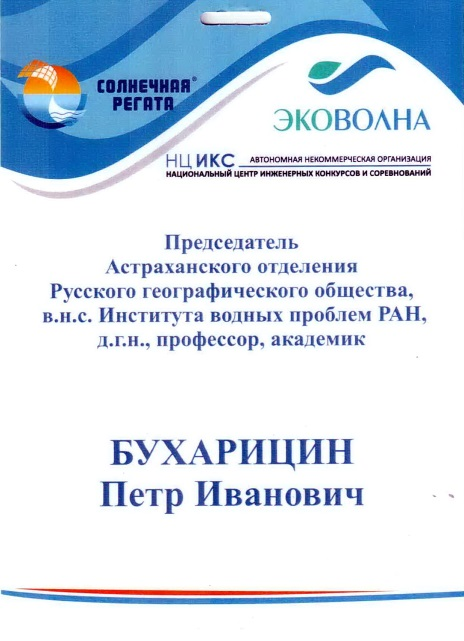 СОЛНЕЧНАЯ®
РЕГАТА
ЭКОВОЛНА
НЦ ИКС АВТОНОМНАЯ НЕКОММЕРЧЕСКАЯ ОРГАНИЗАЦИЯ
НАЦИОНАЛЬНЫЙ ЦЕНТР ИНЖЕНЕРНЫХ КОНКУРСОВ И СОРЕВНОВАНИЙ
Председатель
Астраханского отделения
Русского географического общества,
в.н.с. Института водных проблем РАН,
д.г.н., профессор, академик
БУХАРИЦИН
Петр Иванович